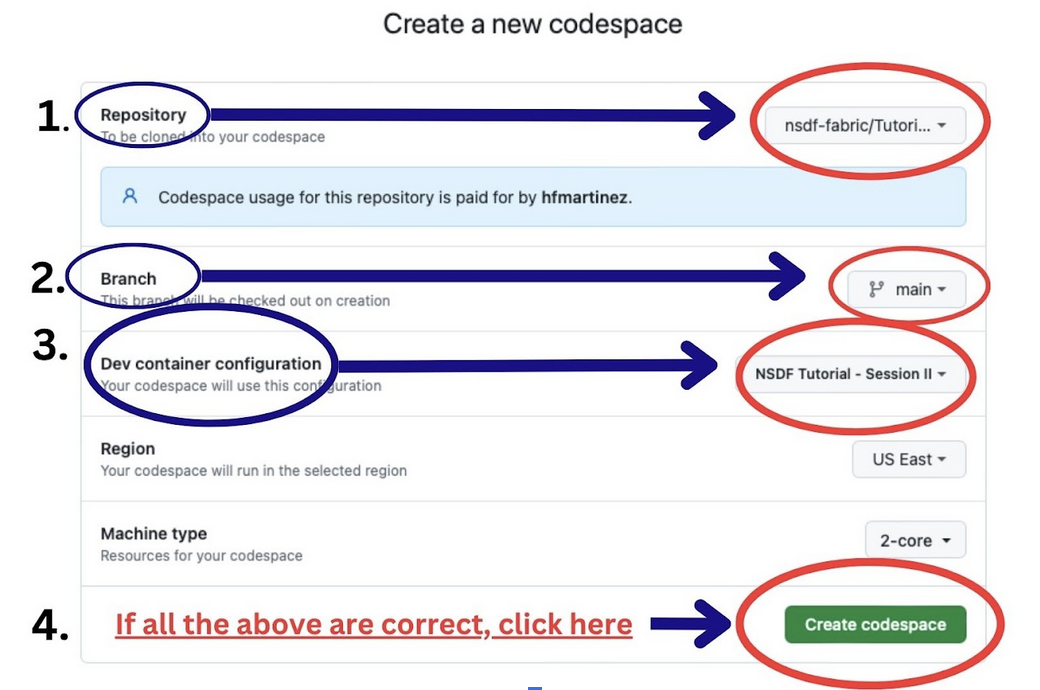 Create a new codespace
1.
Repository
To be cloned into your codespace
nsdf-fabric/Tutori...
Codespace usage for this repository is paid for by hfmartinez.
2.
Branch
This branch will be checked out on creation
main
3.
Dev container configuration
Your codespace will use this configuration
NSDF Tutorial - Session II
Region
Your codespace will run in the selected region
US East
Machine type
Resources for your codespace
2-core
4.
If all the above are correct, click here
Create codespace